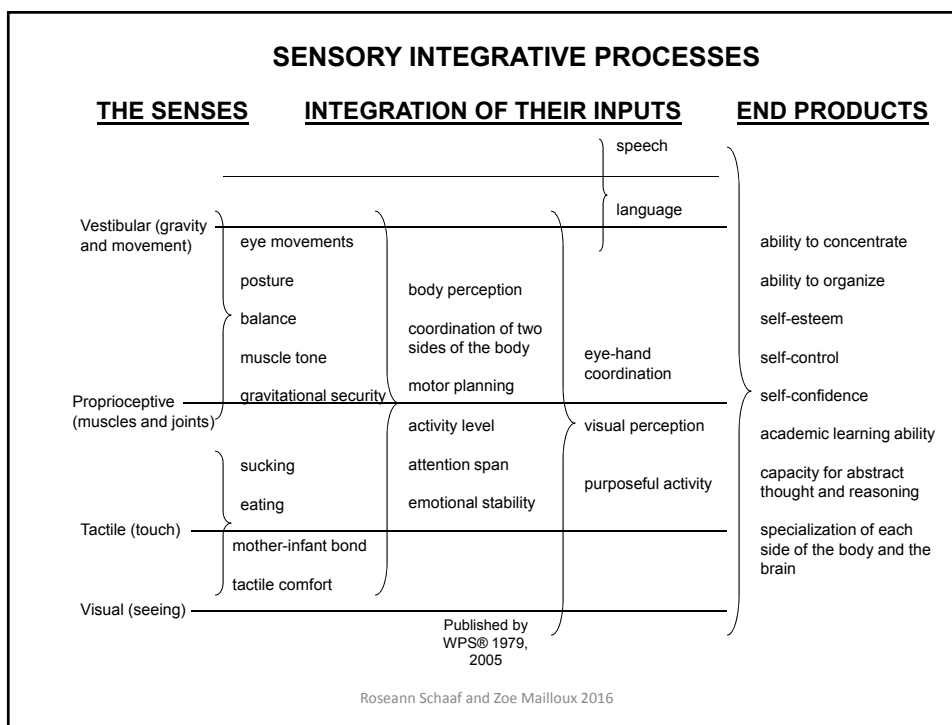 SENSORY INTEGRATIVE PROCESSES
THE SENSES
INTEGRATION OF THEIR INPUTS
END PRODUCTS
Vestibular (gravity
and movement)
Proprioceptive
(muscles and joints)
Tactile (touch)
Visual (seeing)
eye movements
posture
balance
muscle tone
gravitational security
sucking
eating
mother-infant bond
tactile comfort
body perception
coordination of two
sides of the body
motor planning
activity level
attention span
emotional stability
speech
language
eye-hand
coordination
visual perception
purposeful activity
ability to concentrate
ability to organize
self-esteem
self-control
self-confidence
academic learning ability
capacity for abstract
thought and reasoning
specialization of each
side of the body and the
brain
Published by
WPS® 1979,
2005
Roseann Schaaf and Zoe Mailloux 2016